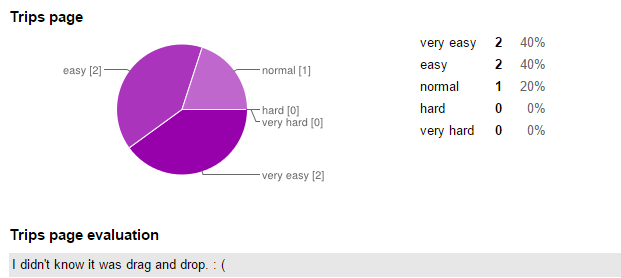 Trips page
easy [2]
normal [1]
hard [0]
very hard [0]
very easy [2]
very easy 2 40%
easy 2 40%
normal 1 20%
hard 0 0%
very hard 0 0%
Trips page evaluation
I didn't know it was drag and drop. : (